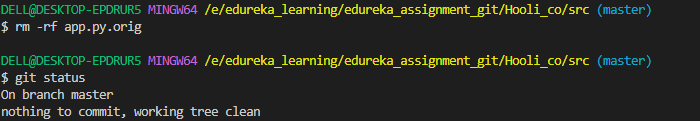 DELL@DESKTOP-EPDRUR5 MINGW64 /e/edureka_learning/edureka_assignment_git/Hooli_co/src (master)
$ rm -rf app.py.orig
DELL@DESKTOP-EPDRUR5 MINGW64 /e/edureka_learning/edureka_assignment_git/Hooli_co/src (master)
$ git status
On branch master
nothing to commit, working tree clean